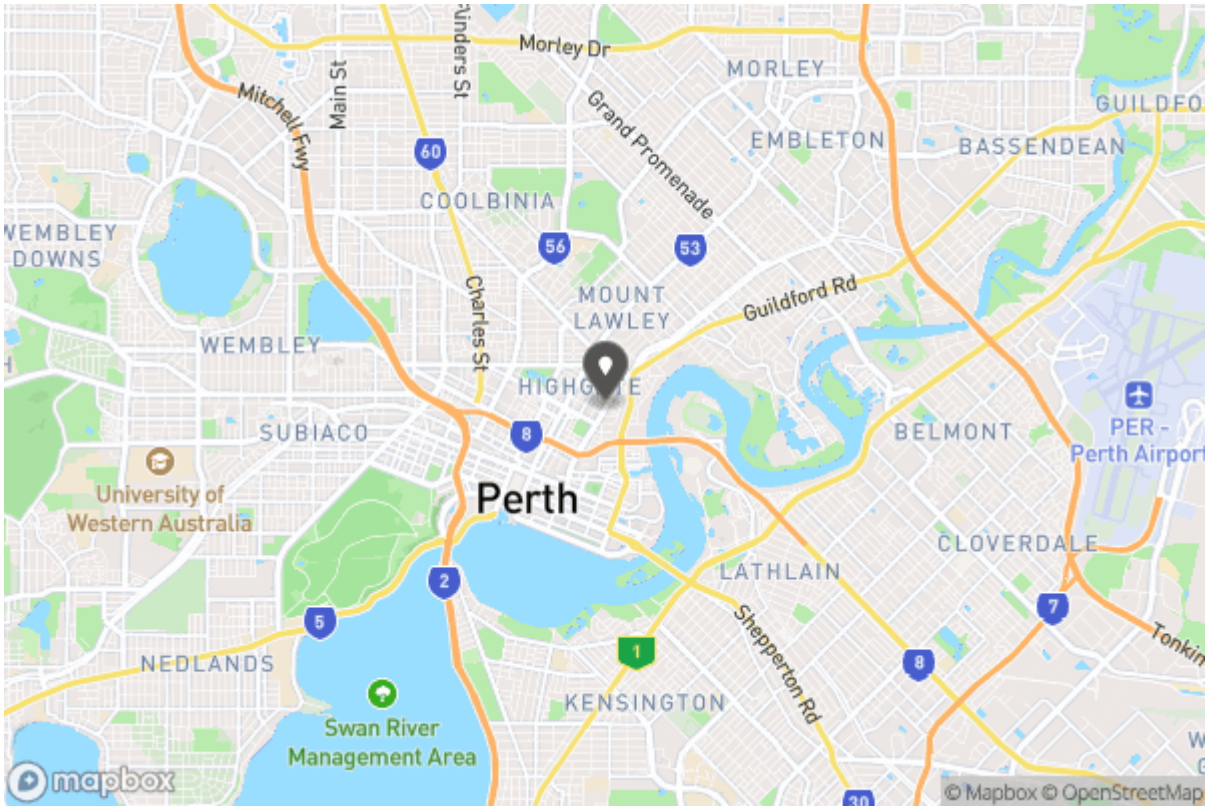 Morley Dr
MORLEY
Flinders St
Main St
Mitchell Fwy
Grand Promenade
GUILDFO
60
EMBLETON
BASSENDEAN
COOLBINIA
WEMBLEY
DOWNS
56
53
MOUNT
LAWLEY
Guildford Rd
Charles St
WEMBLEY
HIGHGATE
SUBIACO
8
BELMONT
PER -
Perth Airport
University of
Western Australia
Perth
CLOVERDALE
LATHLAIN
2
5
7
Shepperton Rd
Tonkin
1
8
NEDLANDS
KENSINGTON
Swan River
Management Area
mapbox
30
© Mapbox © OpenStreetMap